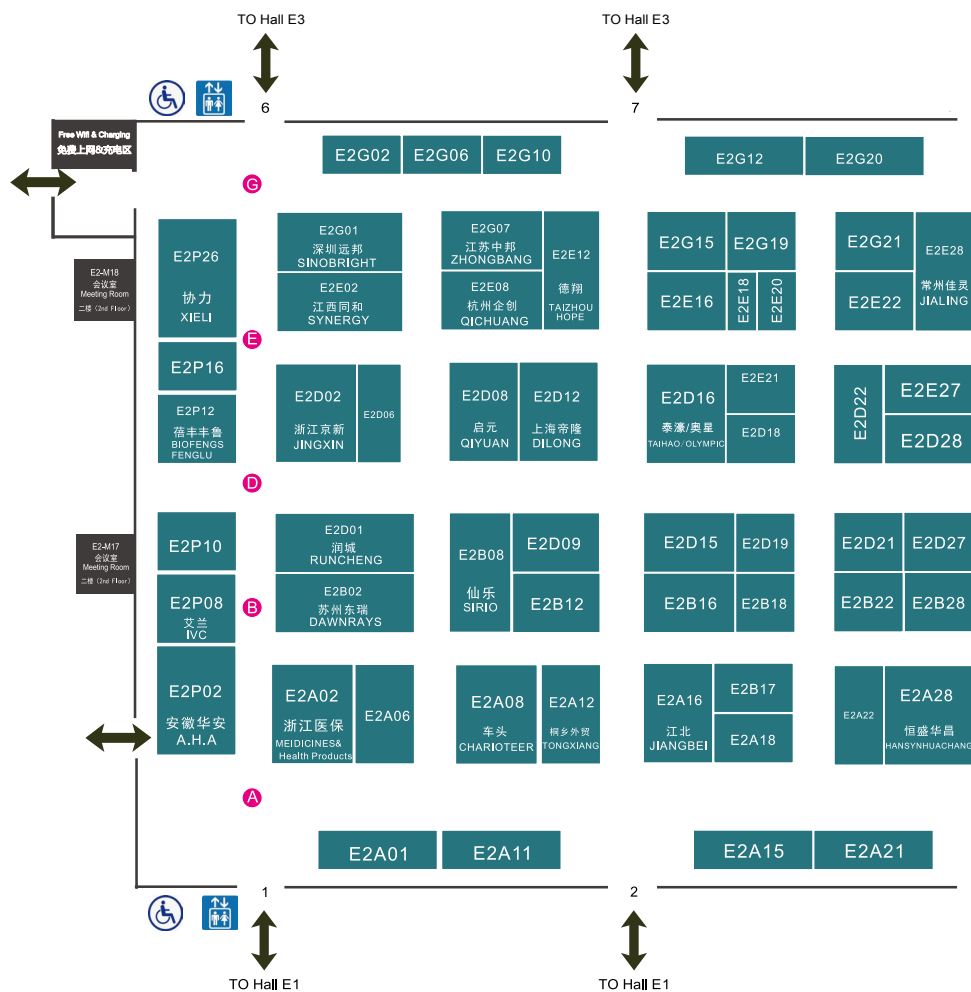 TO Hall E3
TO Hall E3
6
7
Free Wifi & Charging
免费上网&充电区
E2G02
E2G06
E2G10
E2G12
E2G20
G
E2P26
协力
XIELI
E2G01
深圳远邦
SINOBRIGHT
E2G07
江苏中邦
ZHONGBANG
E2E12
德翔
TAIZHOU
HOPE
E2G15
E2G19
E2G21
E2E28
常州佳灵
JIALING
E2-M18
会议室
Meeting Room
二楼 (2nd Floor)
E2E02
江西同和
SYNERGY
E2E08
杭州企创
QICHUANG
E2E16
E2E18
E2E20
E2E22
E
E2P16
E2P12
蓓丰丰鲁
BIOFENGS
FENGLU
E2D02
浙江京新
JINGXIN
E2D06
E2D08
启元
QIYUAN
E2D12
上海帝隆
DILONG
E2D16
泰濠/奥星
TAIHAO/OLYMPIC
E2E21
E2D18
E2D22
E2E27
E2D28
D
E2P10
E2D01
润城
RUNCHENG
E2B08
仙乐
SIRIO
E2D09
E2D15
E2D19
E2D21
E2D27
E2-M17
会议室
Meeting Room
二楼 (2nd Floor)
E2P08
艾兰
IVC
B
E2B02
苏州东瑞
DAWNRAYS
E2B12
E2B16
E2B18
E2B22
E2B28
E2P02
安徽华安
A.H.A
E2A02
浙江医保
MEIDICINES&
Health Products
E2A06
E2A08
车头
CHARIOTEER
E2A12
桐乡外贸
TONGXIANG
E2A16
江北
JIANGBEI
E2B17
E2A18
E2A22
E2A28
恒盛华昌
HANSYNHUACHANG
A
E2A01
E2A11
E2A15
E2A21
1
2
TO Hall E1
TO Hall E1